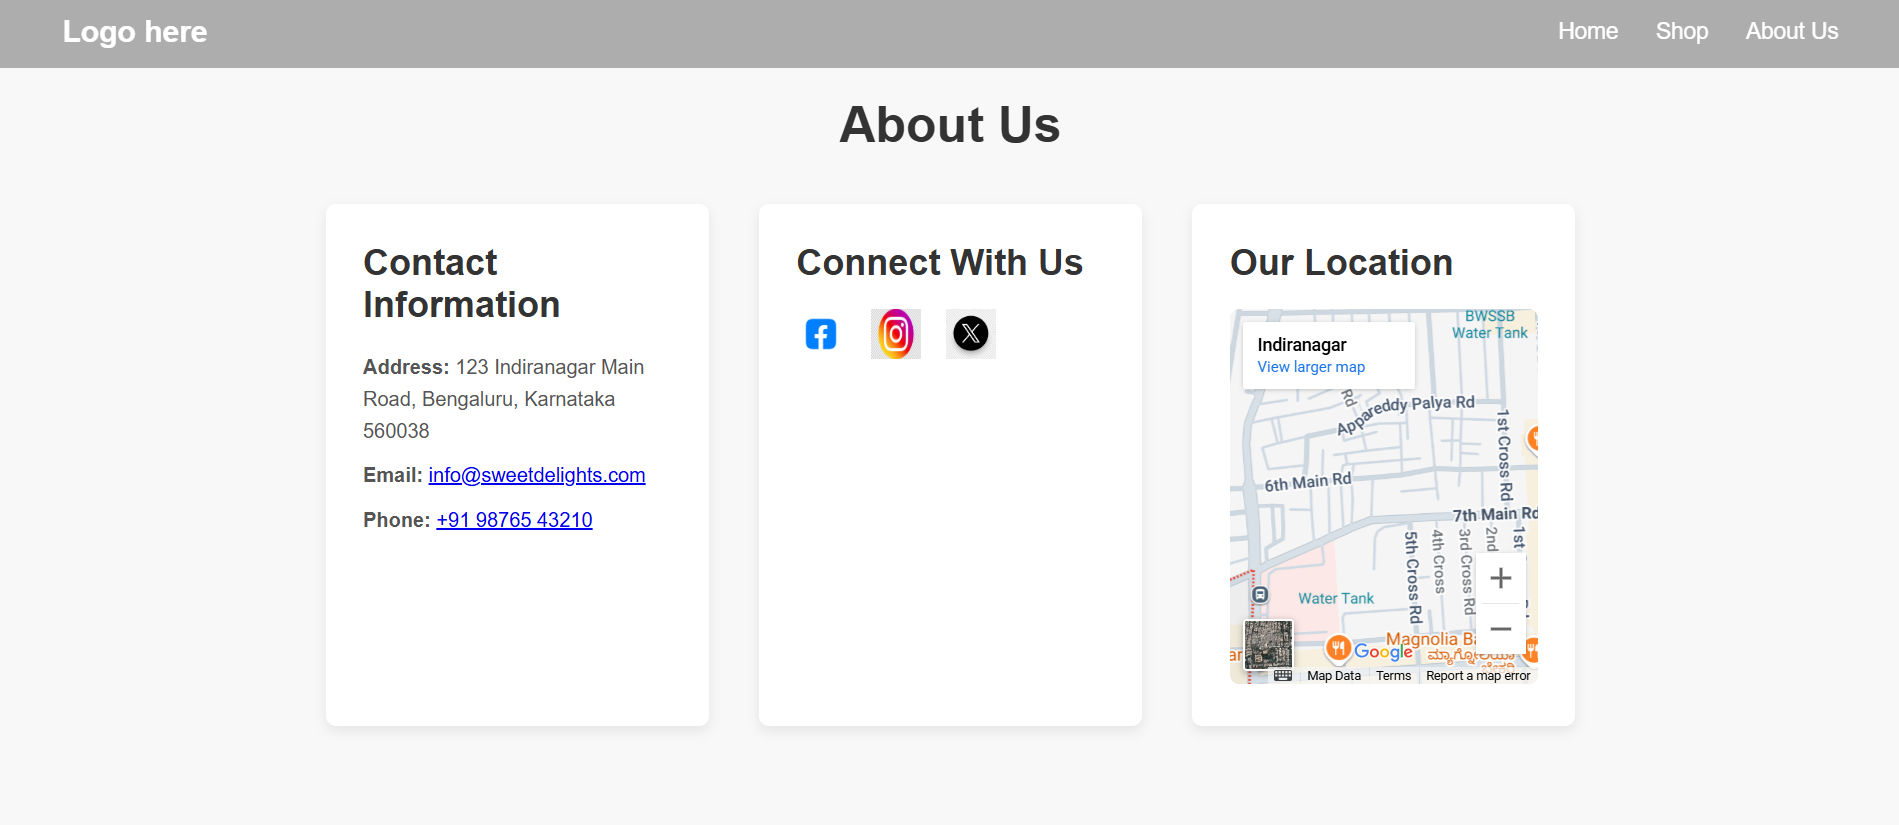 Logo here
Home Shop About Us
About Us
Contact
Information
Address: 123 Indiranagar Main
Road, Bengaluru, Karnataka
560038
Email: info@sweetdelights.com
Phone: +91 98765 43210
Connect With Us
Our Location
BWSSB
Water Tank
Indiranagar
View larger map
Rd
Appareddy Palya Rd
1st Cross Rd
6th Main Rd
7th Main Rd
5th Cross Rd
4th Cross
3rd Cross Rd
2nd
1st
Water Tank
Magnolia Ba
Google
Map Data Terms Report a map error